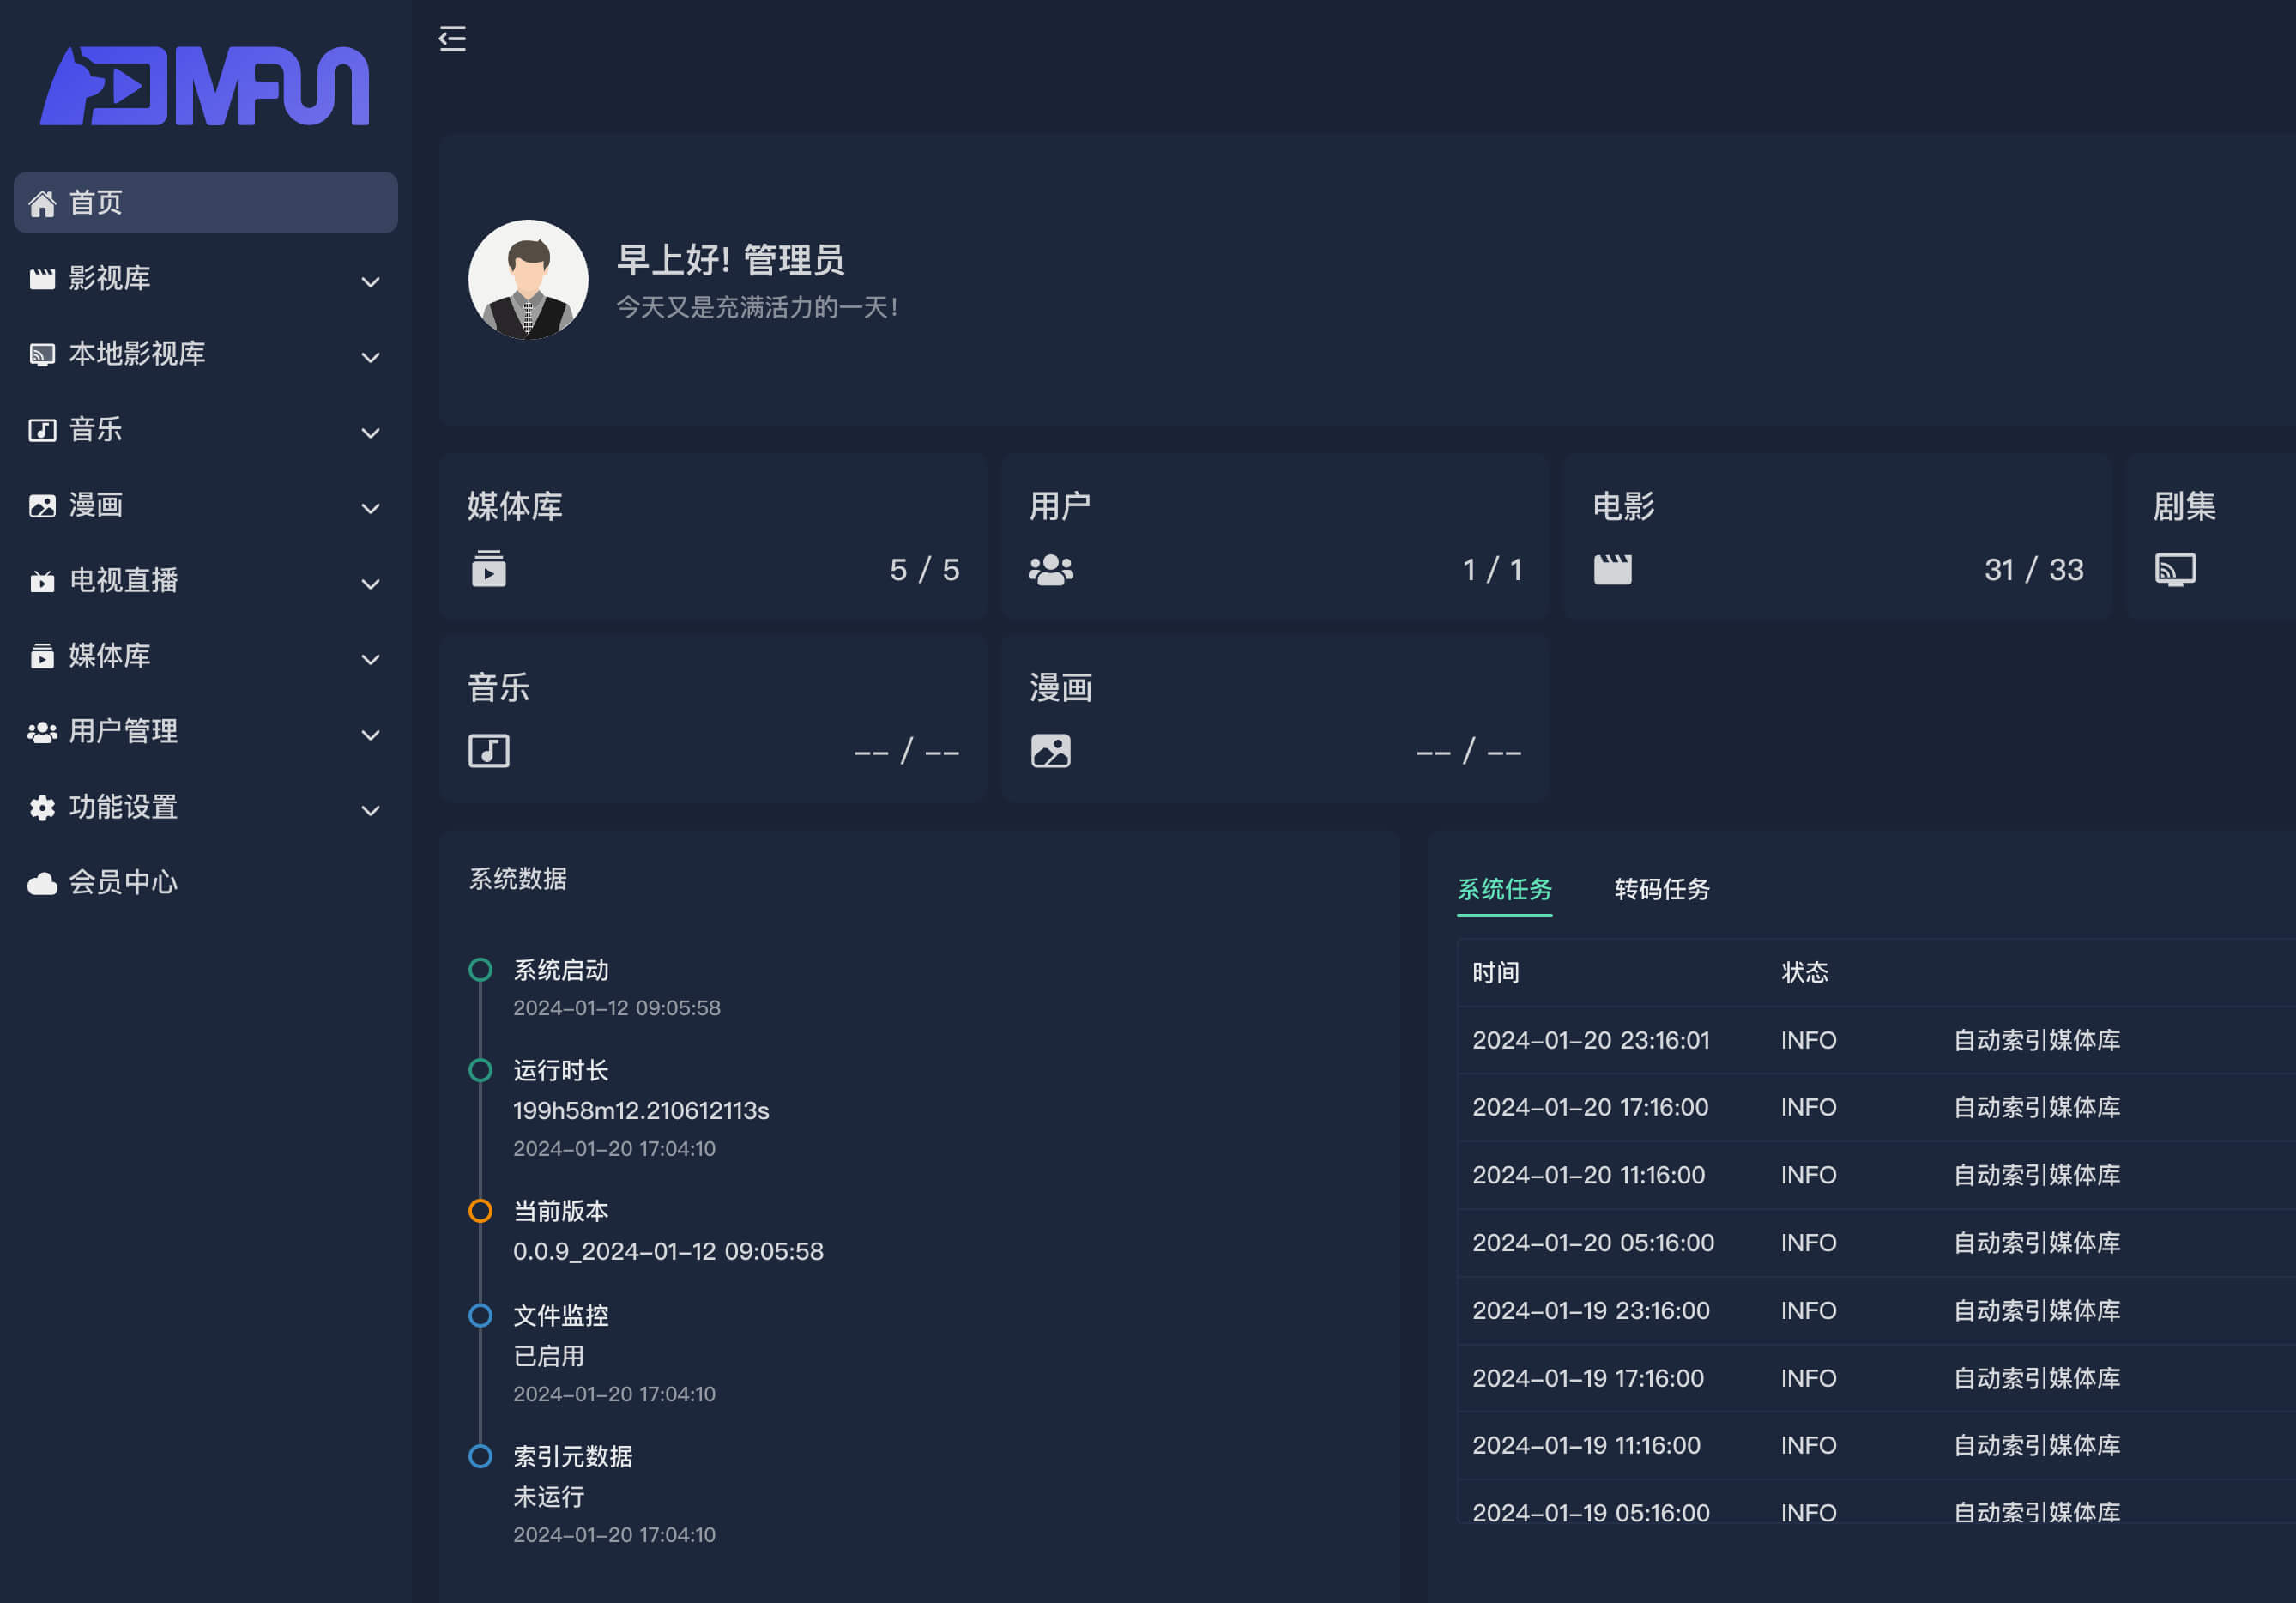 DMFUN
首页
影视库
本地影视库
音乐
漫画
电视直播
媒体库
用户管理
功能设置
会员中心
早上好! 管理员
今天又是充满活力的一天!
媒体库
5 / 5
用户
1 / 1
电影
31 / 33
剧集
音乐
-- / --
漫画
-- / --
系统数据
系统启动
2024-01-12 09:05:58
运行时长
199h58m12.210612113s
2024-01-20 17:04:10
当前版本
0.0.9_2024-01-12 09:05:58
文件监控
已启用
2024-01-20 17:04:10
索引元数据
未运行
2024-01-20 17:04:10
系统任务 转码任务
时间 状态
2024-01-20 23:16:01 INFO 自动索引媒体库
2024-01-20 17:16:00 INFO 自动索引媒体库
2024-01-20 11:16:00 INFO 自动索引媒体库
2024-01-20 05:16:00 INFO 自动索引媒体库
2024-01-19 23:16:00 INFO 自动索引媒体库
2024-01-19 17:16:00 INFO 自动索引媒体库
2024-01-19 11:16:00 INFO 自动索引媒体库
2024-01-19 05:16:00 INFO 自动索引媒体库